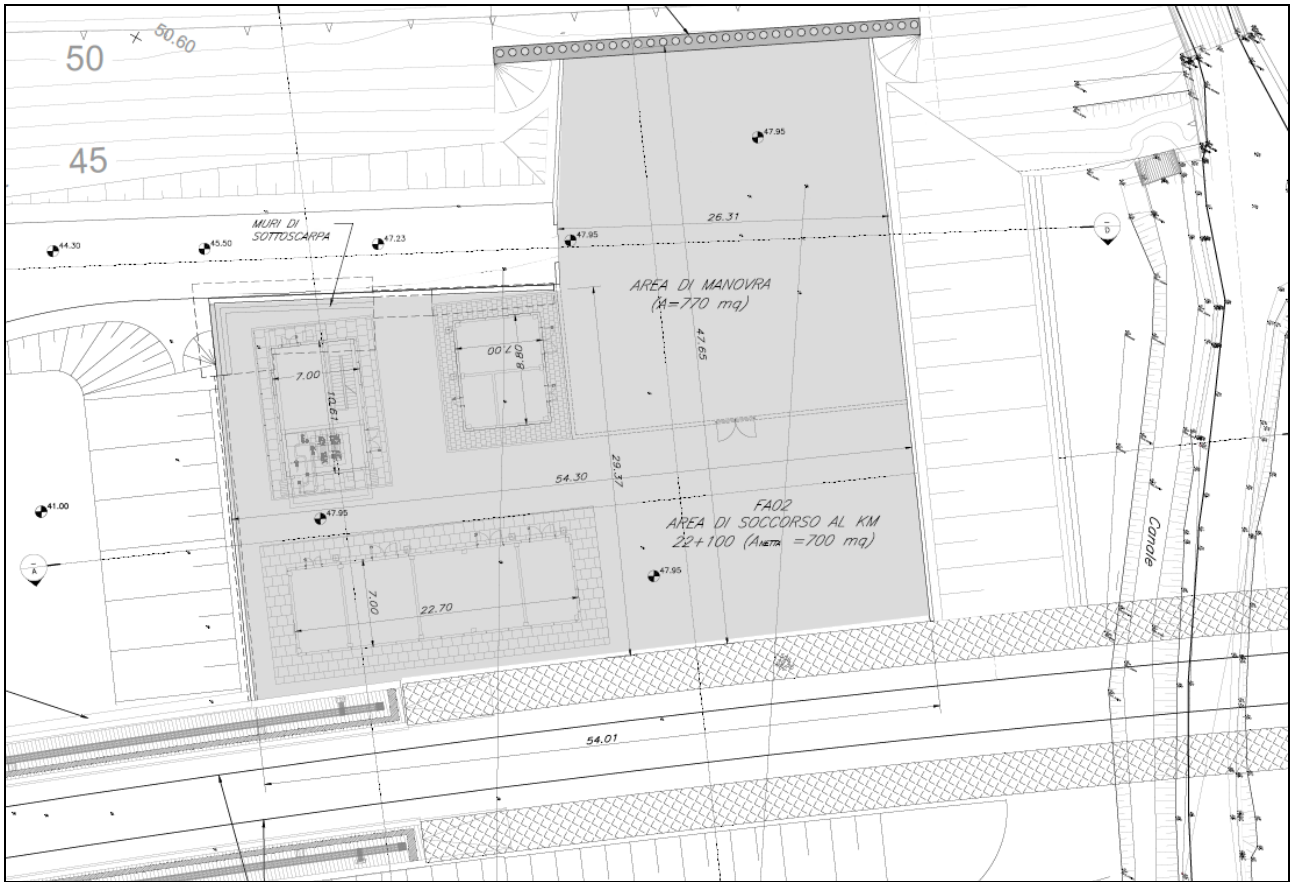 50
50.60
45
47.95
26.31
MURI DI
SOTTOSCARPA
44.30
45.50
47.23
47.95
D
AREA DI MANOVRA
(A=770 mq)
47.65
7.00
10.61
7.00
8.80
29.37
54.30
FA02
AREA DI SOCCORSO AL KM
22+100 (ANETTA =700 mq)
41.00
47.95
A
47.95
7.00
22.70
Canale
54.01